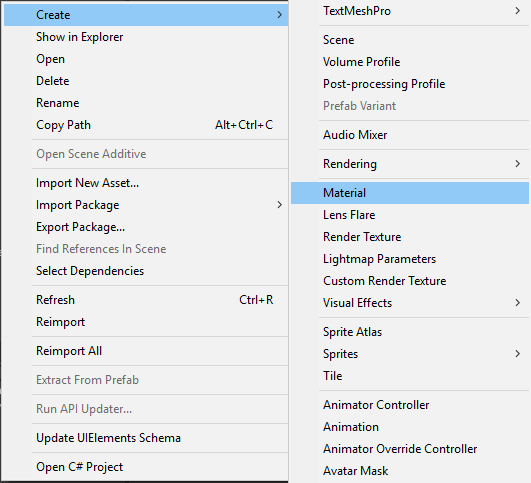 Create
Show in Explorer
Open
Delete
Rename
Copy Path Alt+Ctrl+C
Open Scene Additive
Import New Asset...
Import Package
Export Package...
Find References In Scene
Select Dependencies
Refresh Ctrl+R
Reimport
Reimport All
Extract From Prefab
Run API Updater...
Update UIElements Schema
Open C# Project
TextMeshPro
Scene
Volume Profile
Post-processing Profile
Prefab Variant
Audio Mixer
Rendering
Material
Lens Flare
Render Texture
Lightmap Parameters
Custom Render Texture
Visual Effects
Sprite Atlas
Sprites
Tile
Animator Controller
Animation
Animator Override Controller
Avatar Mask